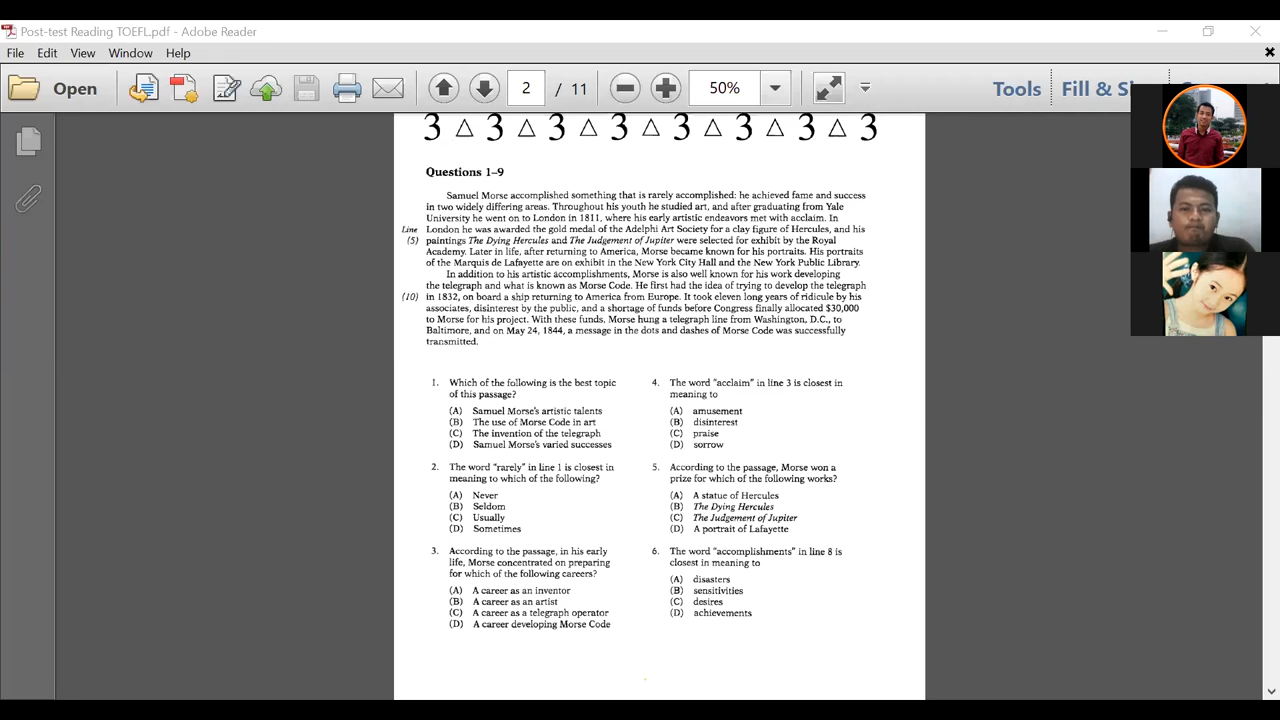 Post-test Reading TOEFL.pdf - Adobe Reader
File Edit View Window Help
Open 2 / 11 50% Tools Fill &
3 △ 3 △ 3 △ 3 △ 3 △ 3 △ 3 △ 3
Questions 1–9
Samuel Morse accomplished something that is rarely accomplished: he achieved fame and success
in two widely differing areas. Throughout his youth he studied art, and after graduating from Yale
University he went on to London in 1811, where his early artistic endeavors met with acclaim. In
Line London he was awarded the gold medal of the Adelphi Art Society for a clay figure of Hercules, and his
(5) paintings The Dying Hercules and The Judgement of Jupiter were selected for exhibit by the Royal
Academy. Later in life, after returning to America, Morse became known for his portraits. His portraits
of the Marquis de Lafayette are on exhibit in the New York City Hall and the New York Public Library.
In addition to his artistic accomplishments, Morse is also well known for his work developing
the telegraph and what is known as Morse Code. He first had the idea of trying to develop the telegraph
(10) in 1832, on board a ship returning to America from Europe. It took eleven long years of ridicule by his
associates, disinterest by the public, and a shortage of funds before Congress finally allocated $30,000
to Morse for his project. With these funds, Morse hung a telegraph line from Washington, D.C., to
Baltimore, and on May 24, 1844, a message in the dots and dashes of Morse Code was successfully
transmitted.
1. Which of the following is the best topic
of this passage?
(A) Samuel Morse's artistic talents
(B) The use of Morse Code in art
(C) The invention of the telegraph
(D) Samuel Morse's varied successes
2. The word "rarely" in line 1 is closest in
meaning to which of the following?
(A) Never
(B) Seldom
(C) Usually
(D) Sometimes
3. According to the passage, in his early
life, Morse concentrated on preparing
for which of the following careers?
(A) A career as an inventor
(B) A career as an artist
(C) A career as a telegraph operator
(D) A career developing Morse Code
4. The word "acclaim" in line 3 is closest in
meaning to
(A) amusement
(B) disinterest
(C) praise
(D) sorrow
5. According to the passage, Morse won a
prize for which of the following works?
(A) A statue of Hercules
(B) The Dying Hercules
(C) The Judgement of Jupiter
(D) A portrait of Lafayette
6. The word "accomplishments" in line 8 is
closest in meaning to
(A) disasters
(B) sensitivities
(C) desires
(D) achievements